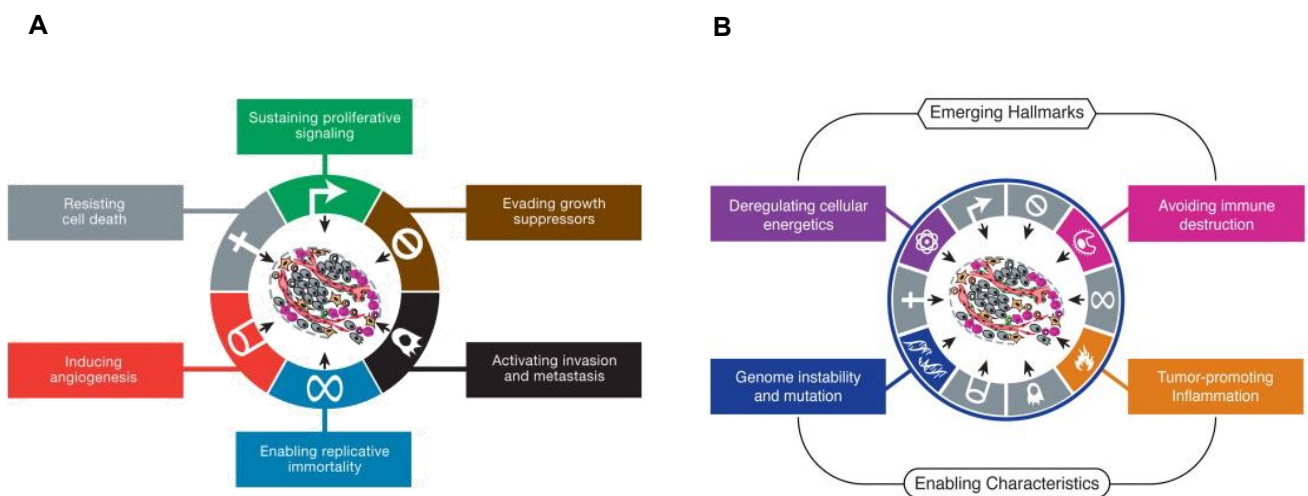 A
B
Sustaining proliferative
signaling
Resisting
cell death
Evading growth
suppressors
Inducing
angiogenesis
Activating invasion
and metastasis
Enabling replicative
immortality
Emerging Hallmarks
Deregulating cellular
energetics
Avoiding immune
destruction
Genome instability
and mutation
Tumor-promoting
Inflammation
Enabling Characteristics